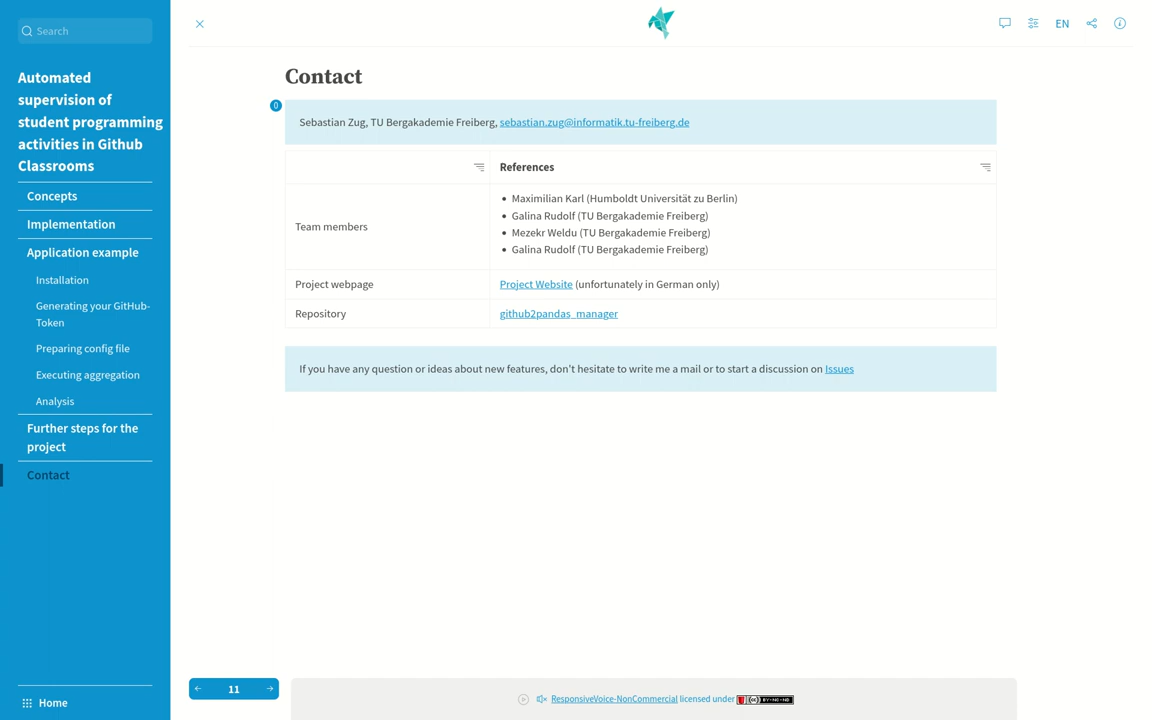 Search
Automated
supervision of
student programming
activities in Github
Classrooms
Concepts
Implementation
Application example
Installation
Generating your GitHub-
Token
Preparing config file
Executing aggregation
Analysis
Further steps for the
project
Contact
Home
EN
Contact
0
Sebastian Zug, TU Bergakademie Freiberg, sebastian.zug@informatik.tu-freiberg.de
References
Team members
Maximilian Karl (Humboldt Universität zu Berlin)
Galina Rudolf (TU Bergakademie Freiberg)
Mezekr Weldu (TU Bergakademie Freiberg)
Galina Rudolf (TU Bergakademie Freiberg)
Project webpage
Project Website (unfortunately in German only)
Repository
github2pandas_manager
If you have any question or ideas about new features, don't hesitate to write me a mail or to start a discussion on Issues
11
ResponsiveVoice-NonCommercial licensed under